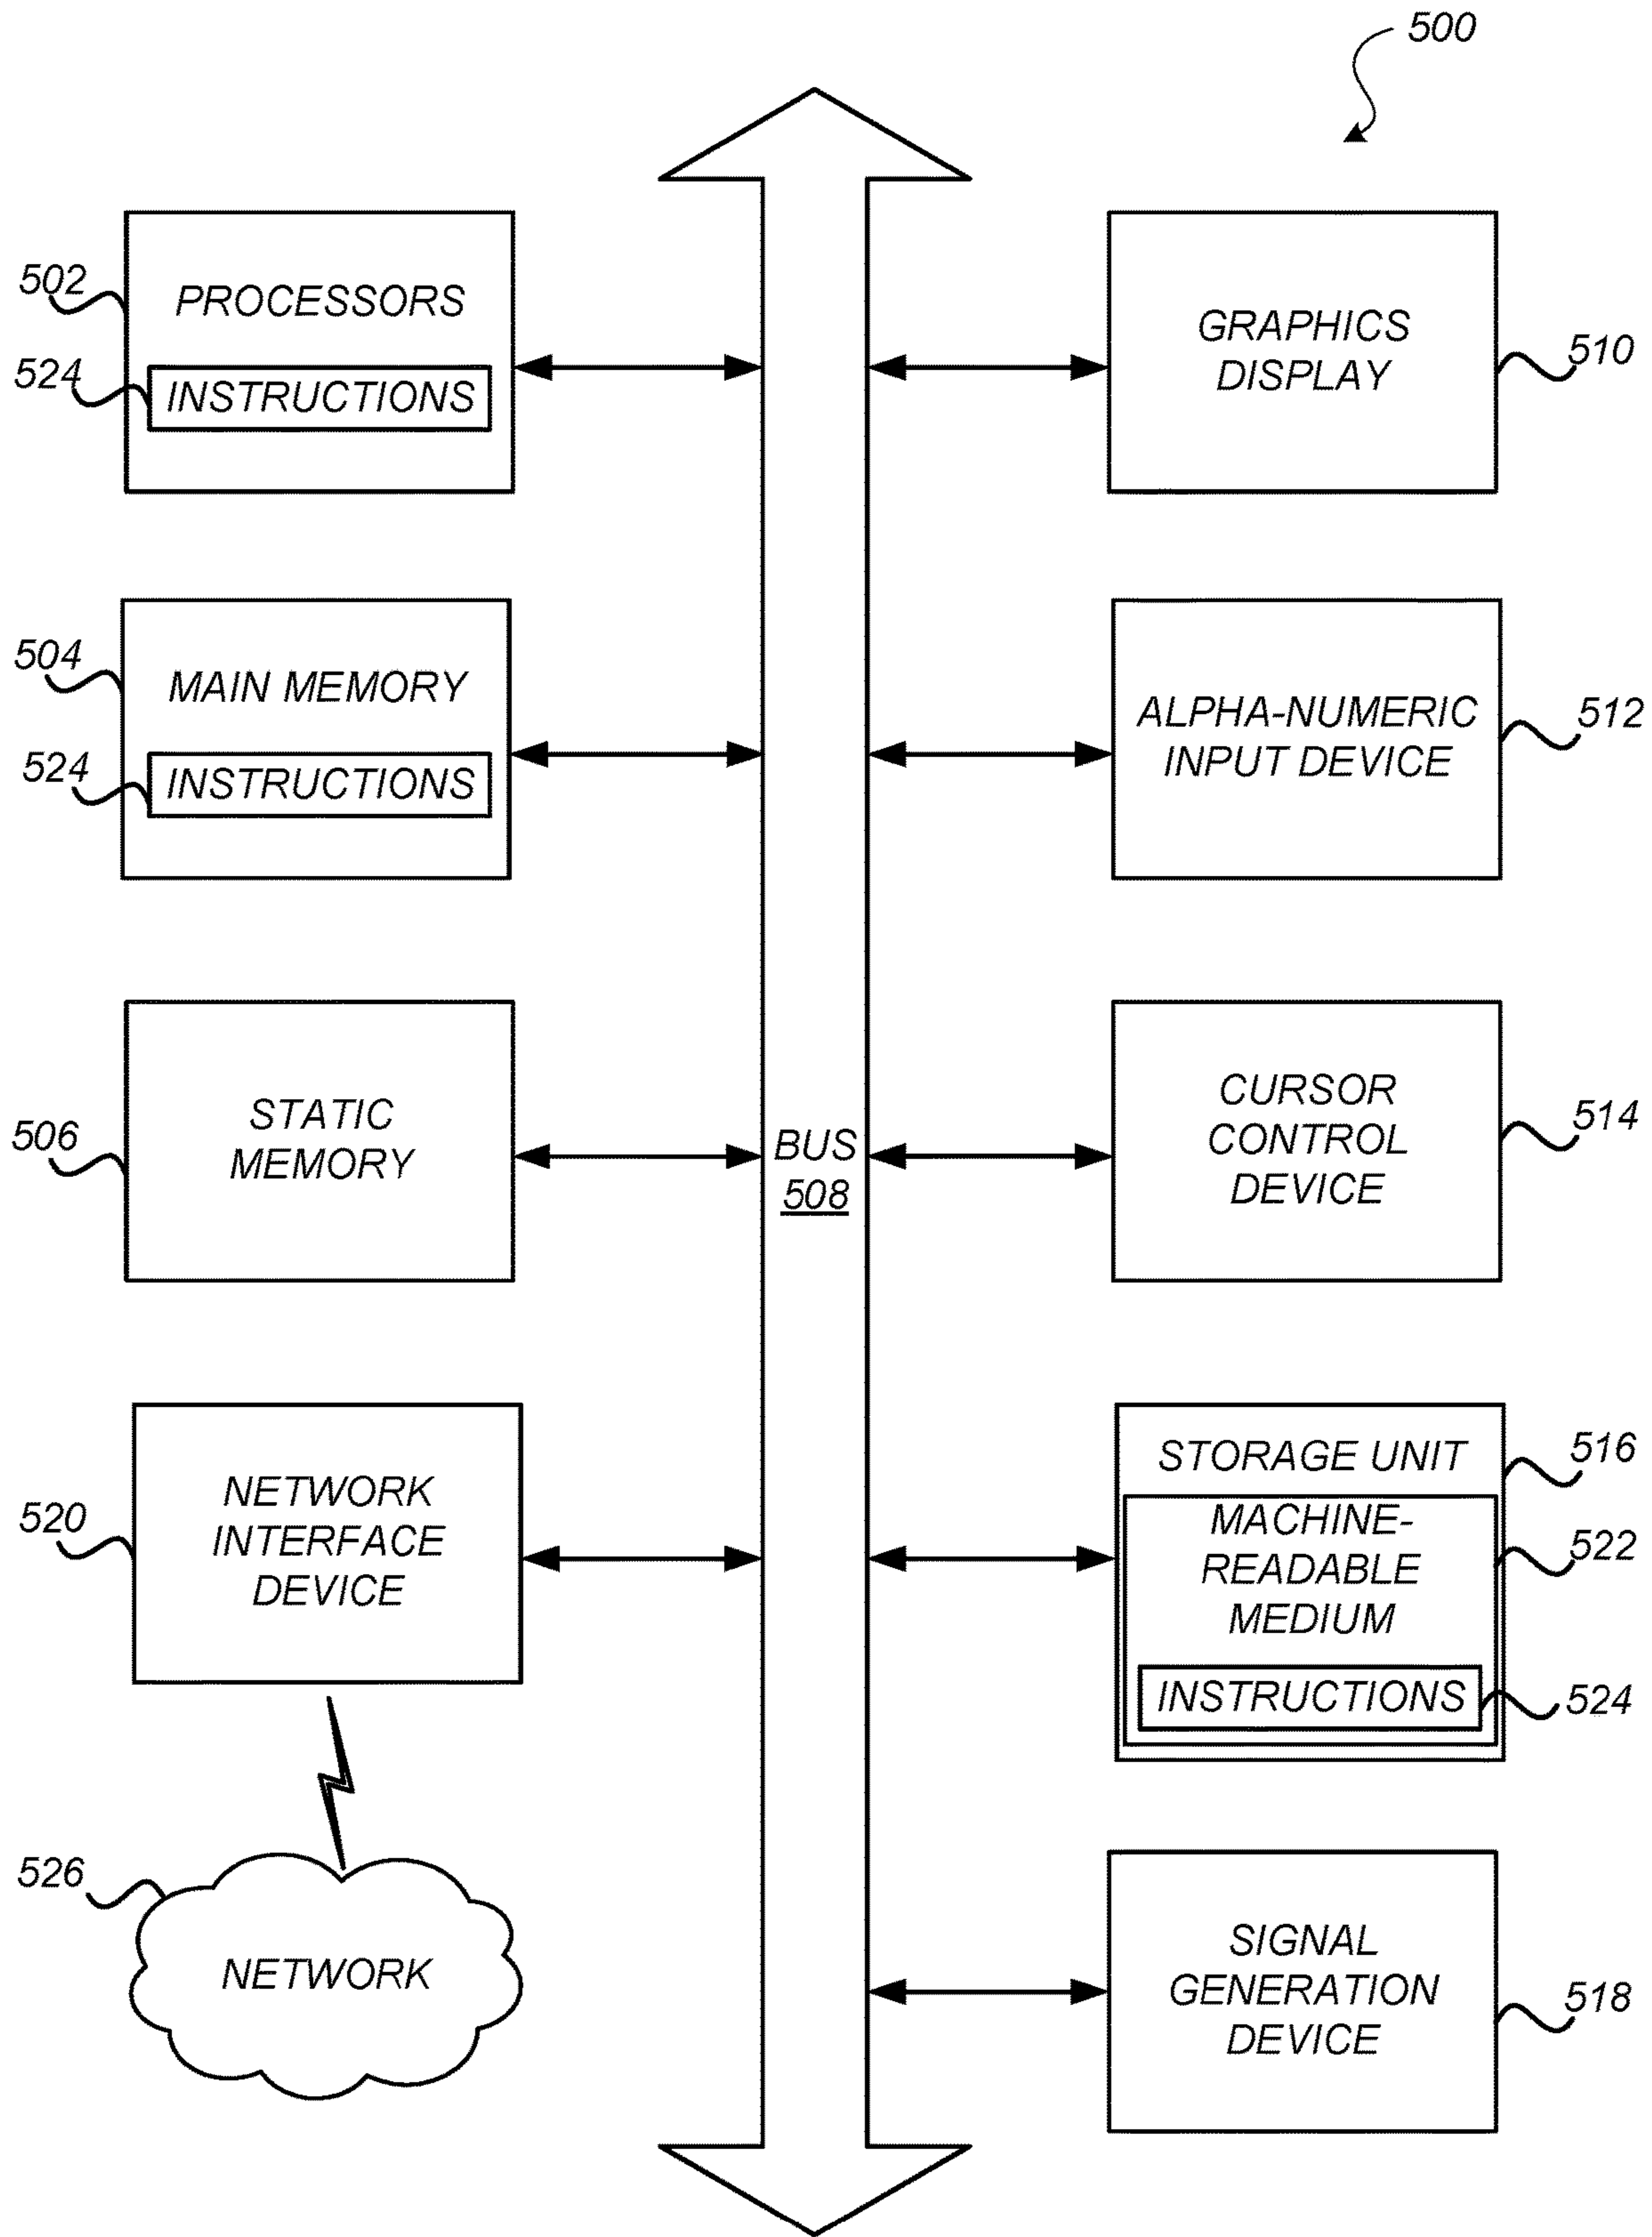 500
502
PROCESSORS
524
INSTRUCTIONS
GRAPHICS
DISPLAY
510
504
MAIN MEMORY
524
INSTRUCTIONS
ALPHA-NUMERIC
INPUT DEVICE
512
506
STATIC
MEMORY
BUS
508
CURSOR
CONTROL
DEVICE
514
520
NETWORK
INTERFACE
DEVICE
STORAGE UNIT
516
MACHINE-
READABLE
MEDIUM
522
INSTRUCTIONS
524
526
NETWORK
SIGNAL
GENERATION
DEVICE
518